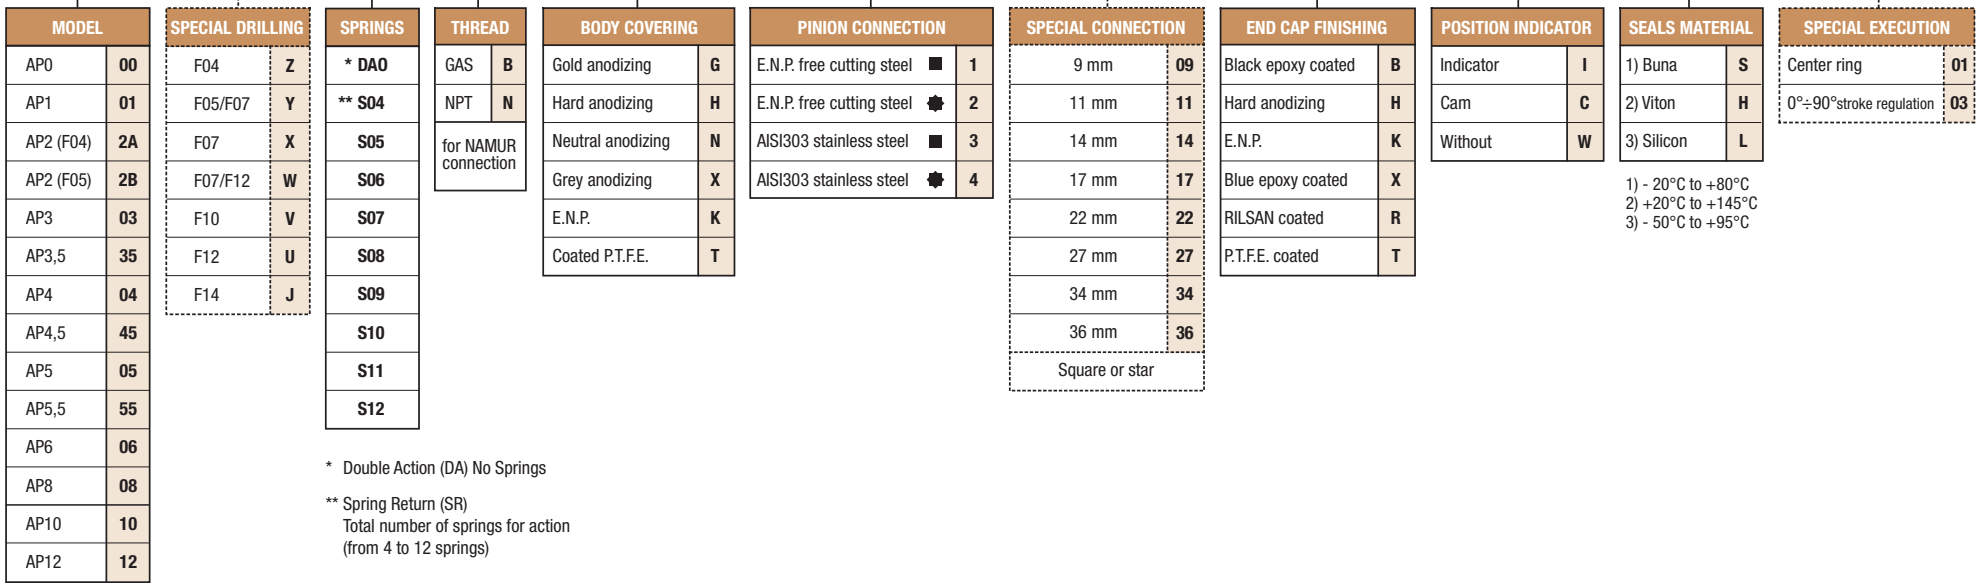 MODEL
AP0 00
AP1 01
AP2 (F04) 2A
AP2 (F05) 2B
AP3 03
AP3,5 35
AP4 04
AP4,5 45
AP5 05
AP5,5 55
AP6 06
AP8 08
AP10 10
AP12 12
SPECIAL DRILLING
F04 Z
F05/F07 Y
F07 X
F07/F12 W
F10 V
F12 U
F14 J
SPRINGS
* DA0
** S04
S05
S06
S07
S08
S09
S10
S11
S12
* Double Action (DA) No Springs
** Spring Return (SR)
Total number of springs for action
(from 4 to 12 springs)
THREAD
GAS B
NPT N
for NAMUR
connection
BODY COVERING
Gold anodizing G
Hard anodizing H
Neutral anodizing N
Grey anodizing X
E.N.P. K
Coated P.T.F.E. T
PINION CONNECTION
E.N.P. free cutting steel ■ 1
E.N.P. free cutting steel 2
AISI303 stainless steel ■ 3
AISI303 stainless steel 4
SPECIAL CONNECTION
9 mm 09
11 mm 11
14 mm 14
17 mm 17
22 mm 22
27 mm 27
34 mm 34
36 mm 36
Square or star
END CAP FINISHING
Black epoxy coated B
Hard anodizing H
E.N.P. K
Blue epoxy coated X
RILSAN coated R
P.T.F.E. coated T
POSITION INDICATOR
Indicator I
Cam C
Without W
SEALS MATERIAL
1) Buna S
2) Viton H
3) Silicon L
1) - 20°C to +80°C
2) +20°C to +145°C
3) - 50°C to +95°C
SPECIAL EXECUTION
Center ring 01
0°÷90°stroke regulation 03